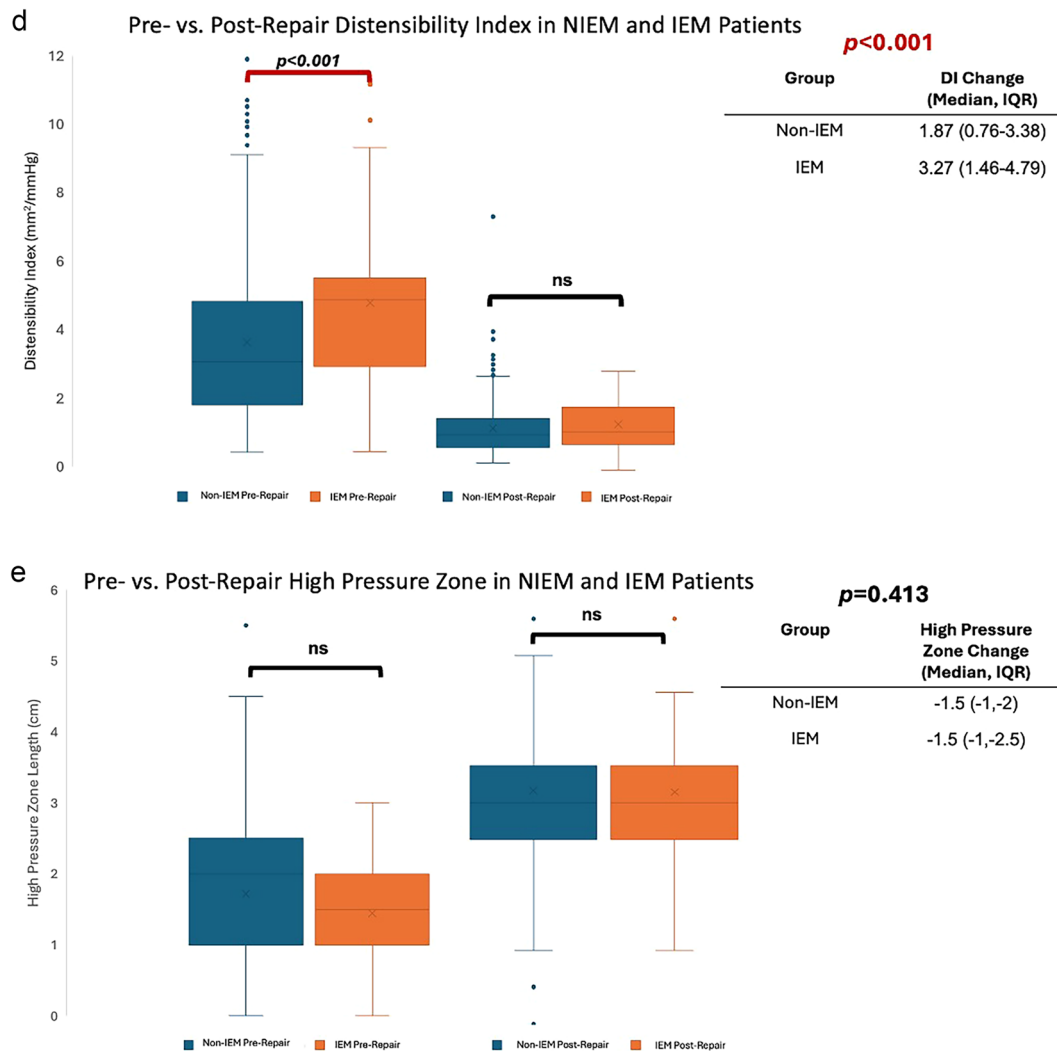 d
Pre- vs. Post-Repair Distensibility Index in NIEM and IEM Patients
p<0.001
Group DI Change
(Median, IQR)
Non-IEM 1.87 (0.76-3.38)
IEM 3.27 (1.46-4.79)
p<0.001
ns
Distensibility Index (mm²/mmHg)
12
10
8
6
4
2
0
Non-IEM Pre-Repair IEM Pre-Repair Non-IEM Post-Repair IEM Post-Repair
e
Pre- vs. Post-Repair High Pressure Zone in NIEM and IEM Patients
p=0.413
Group High Pressure
Zone Change
(Median, IQR)
Non-IEM -1.5 (-1,-2)
IEM -1.5 (-1,-2.5)
ns
ns
High Pressure Zone Length (cm)
6
5
4
3
2
1
0
Non-IEM Pre-Repair IEM Pre-Repair Non-IEM Post-Repair IEM Post-Repair